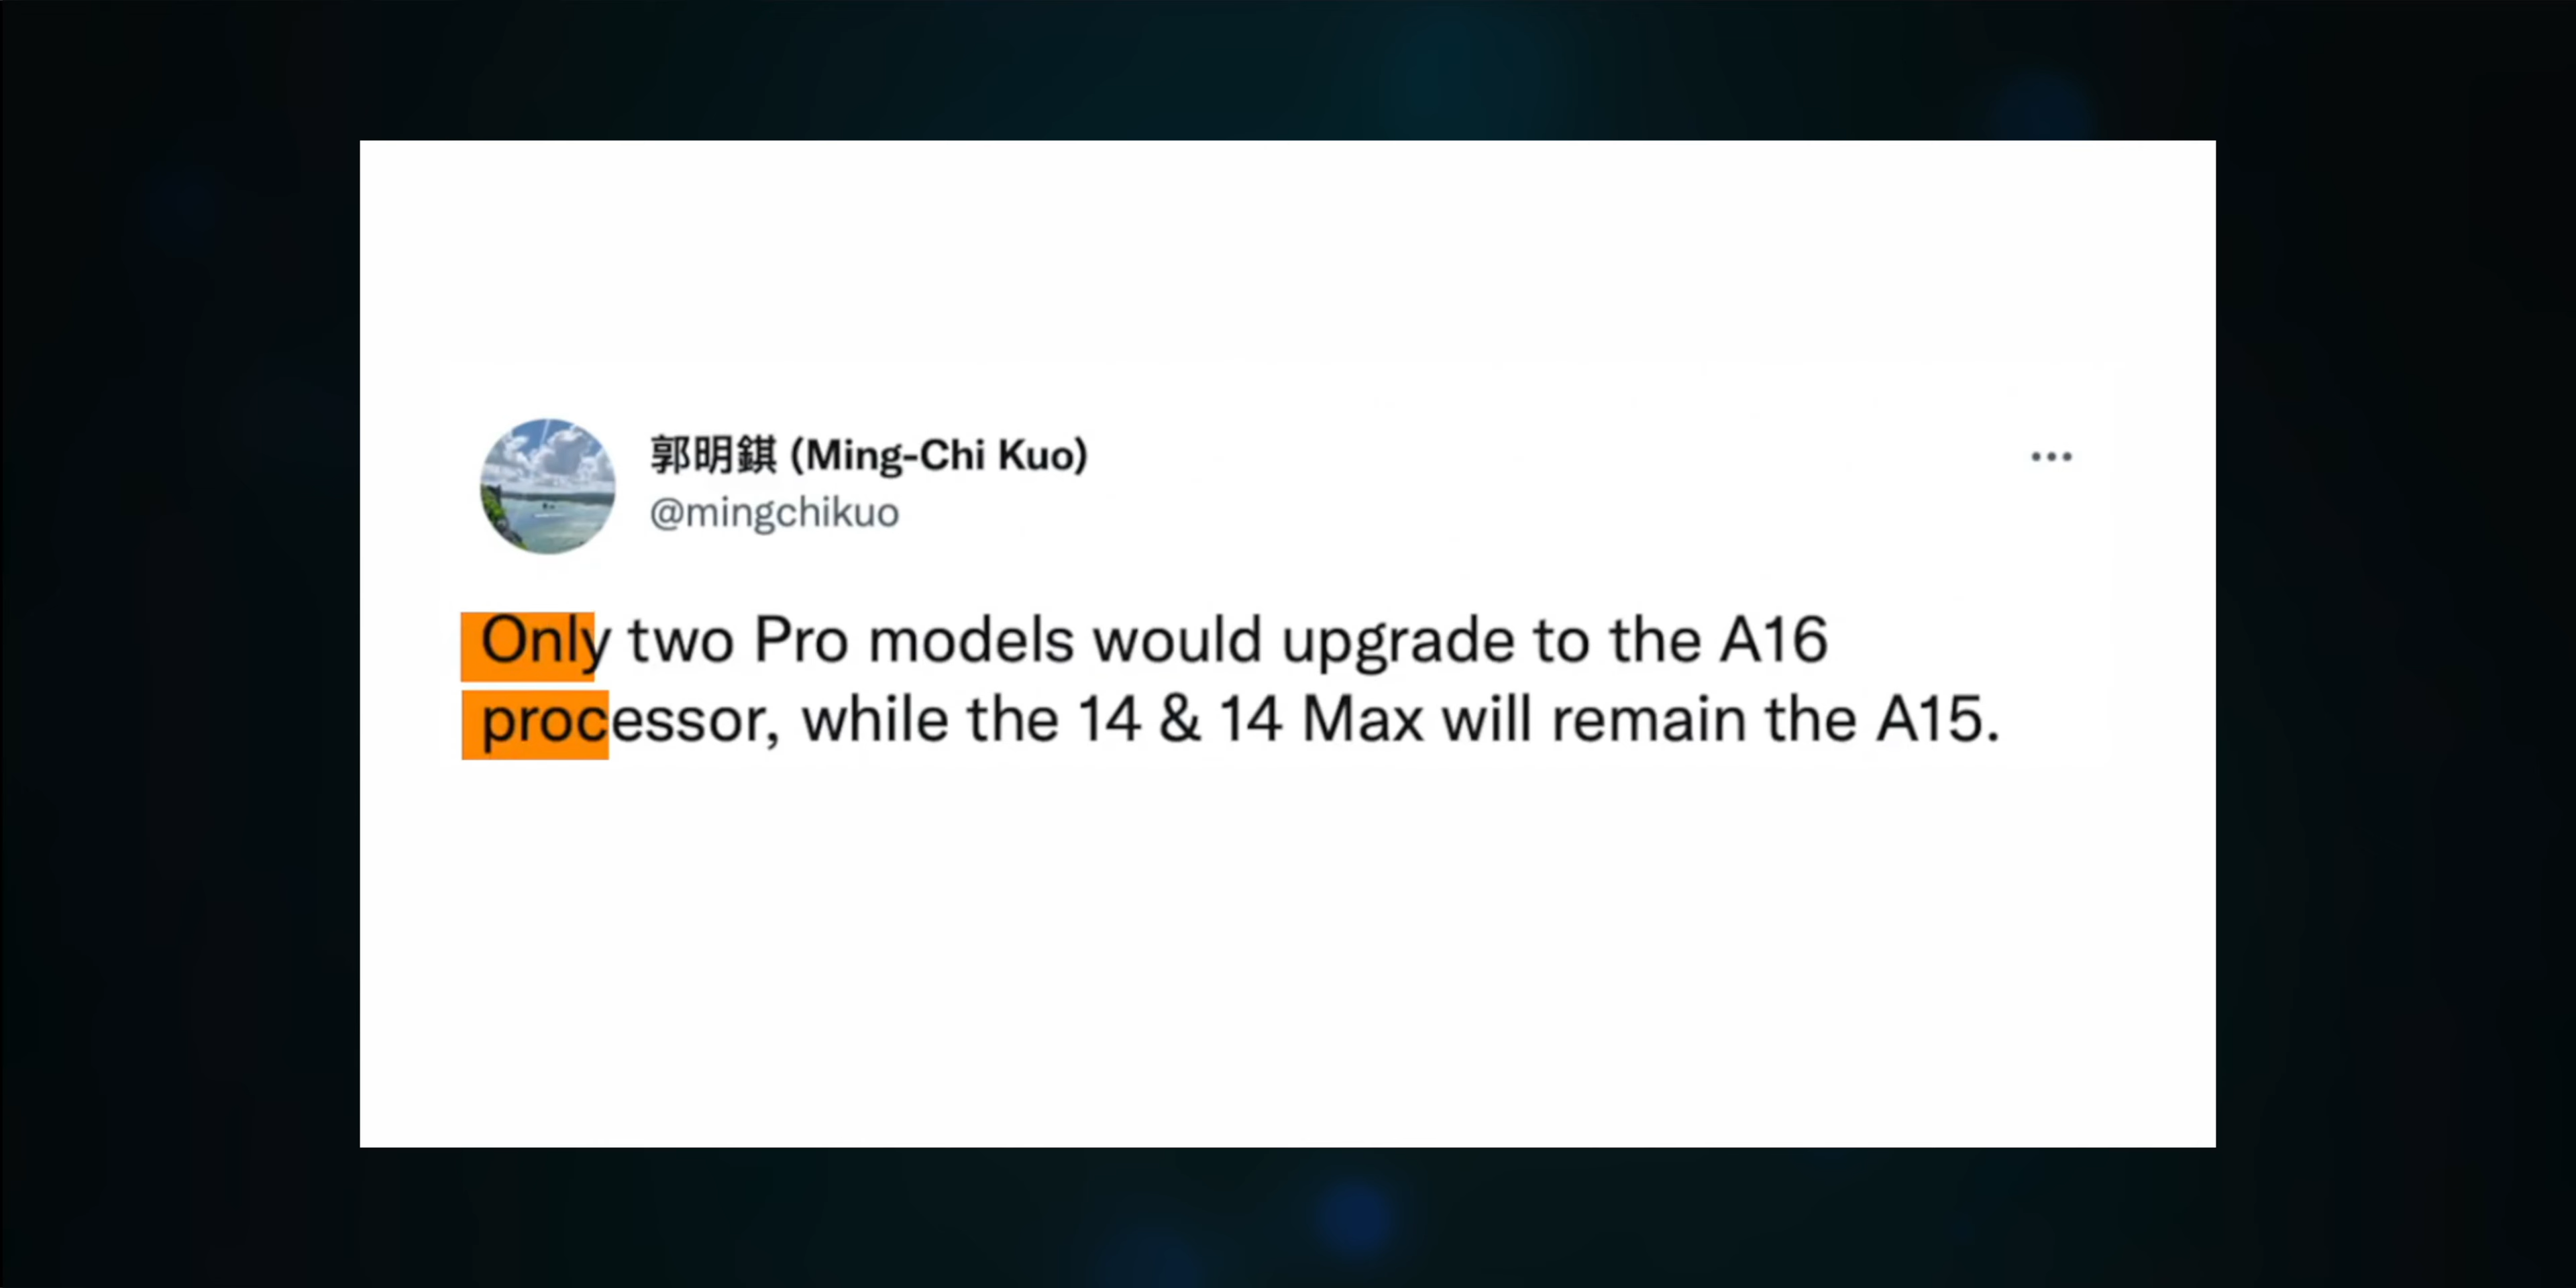 郭明錤 (Ming-Chi Kuo)
@mingchikuo
Only two Pro models would upgrade to the A16
processor, while the 14 & 14 Max will remain the A15.